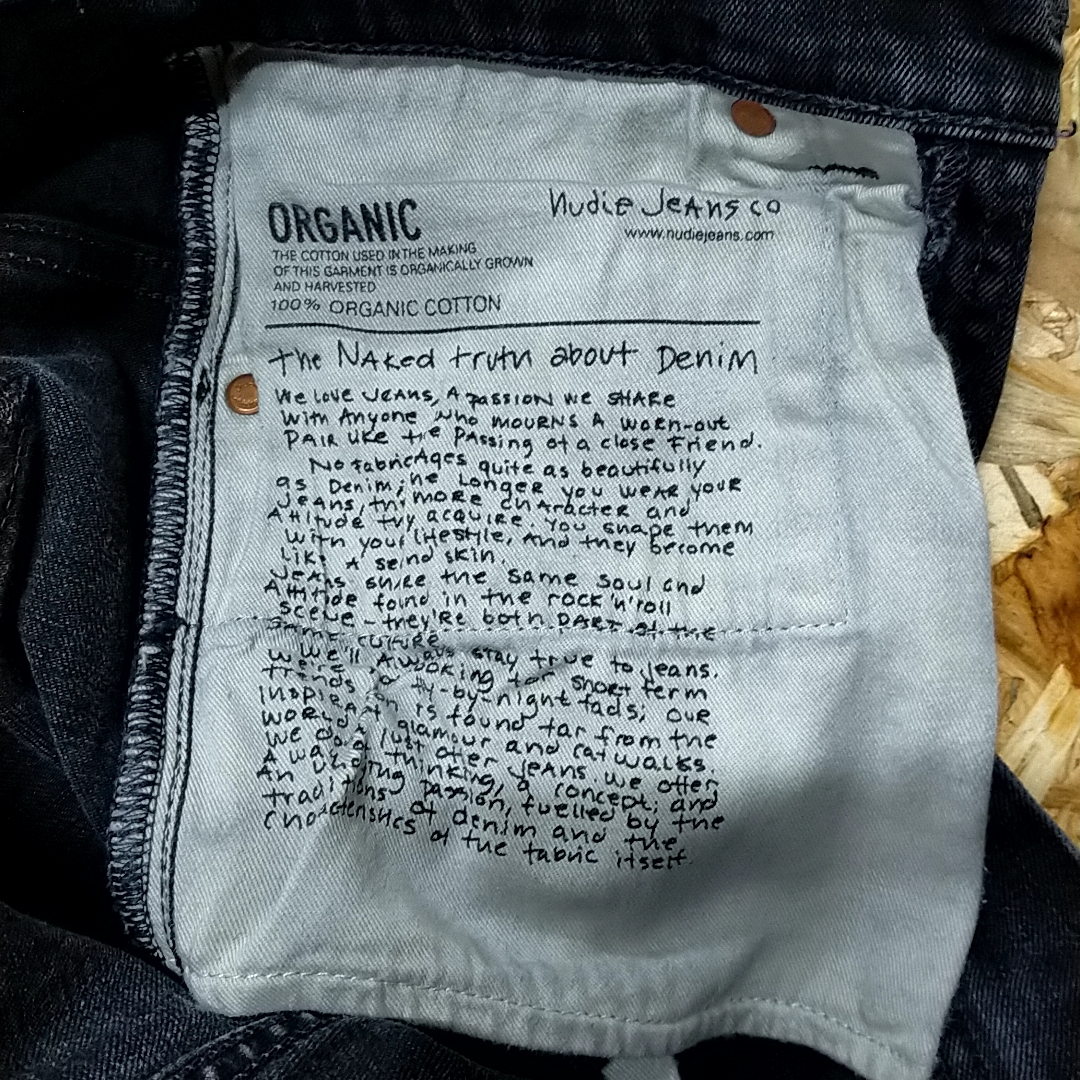 ORGANIC
nudie Jeans co
www.nudiejeans.com
THE COTTON USED IN THE MAKING
OF THIS GARMENT IS ORGANICALLY GROWN
AND HARVESTED
100% ORGANIC COTTON
the NAKed truth about Denim
We Love JEANS, A PASSION WE SHARE
With Anyone who MOURNS A WORN-out
PAIR LIKE the PAssing of a close Friend.
No fabric Ages quite as beautifully
as Denim; the Longer you WEAR your
Jeans, the MORE chARActer and
Attitude they acquire. You shape them
With your lifestyle, And they become
Like A second skin.
JEANS share the same soul and
Attitude found in the rock'n'roll
scene - they'RE both PART of the
same culture
We'll Always stay true to jeans.
We're looking for short term
trends or fly-by-night fads; our
INSPIRAtion is found far from the
WORLD of glamour and catwalks.
We don't just offer JEANS. We offer
A way of thinking, a concept, and
An undying passion, fuelled by the
traditions of denim and the
characteristics of the fabric itself.